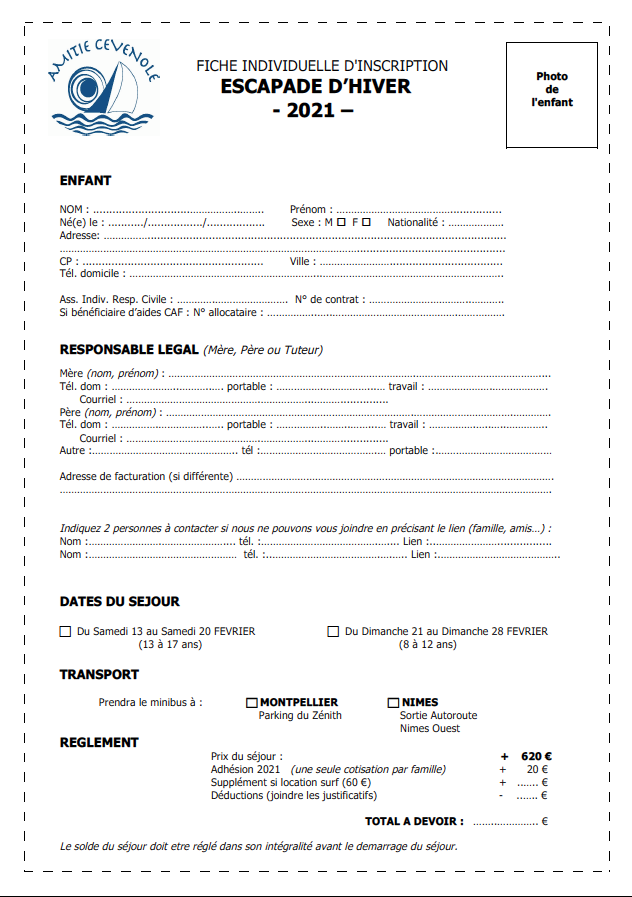 AMITIE CEVENOLE
FICHE INDIVIDUELLE D'INSCRIPTION
ESCAPADE D’HIVER
- 2021 –
Photo
de
l'enfant
ENFANT
NOM : ...................................................... Prénom : ....................................................
Né(e) le : .........../................./.................. Sexe : M ☐ F ☐ Nationalité : ..................
Adresse: ..............................................................................................................................
............................................................................................................................................
CP : ........................................................ Ville : .........................................................
Tél. domicile : .....................................................................................................................
Ass. Indiv. Resp. Civile : .................................. N° de contrat : ..........................................
Si bénéficiaire d’aides CAF : N° allocataire : ..........................................................................
RESPONSABLE LEGAL (Mère, Père ou Tuteur)
Mère (nom, prénom) : ......................................................................................................................
Tél. dom : .................................... portable : .................................. travail : .....................................
Courriel : .................................................................................
Père (nom, prénom) : ......................................................................................................................
Tél. dom : .................................... portable : .................................. travail : .....................................
Courriel : .................................................................................
Autre :.............................................. tél :....................................... portable :....................................
Adresse de facturation (si différente) ..................................................................................................
.........................................................................................................................................................
Indiquez 2 personnes à contacter si nous ne pouvons vous joindre en précisant le lien (famille, amis…) :
Nom :.............................................. tél. :........................................... Lien :......................................
Nom :.............................................. tél. :........................................... Lien :......................................
DATES DU SEJOUR
☐ Du Samedi 13 au Samedi 20 FEVRIER ☐ Du Dimanche 21 au Dimanche 28 FEVRIER
(13 à 17 ans) (8 à 12 ans)
TRANSPORT
Prendra le minibus à : ☐ MONTPELLIER ☐ NIMES
Parking du Zénith Sortie Autoroute
Nimes Ouest
REGLEMENT
Prix du séjour : + 620 €
Adhésion 2021 (une seule cotisation par famille) + 20 €
Supplément si location surf (60 €) + ....... €
Déductions (joindre les justificatifs) - ....... €
TOTAL A DEVOIR : ..................... €
Le solde du séjour doit etre réglé dans son intégralité avant le demarrage du séjour.